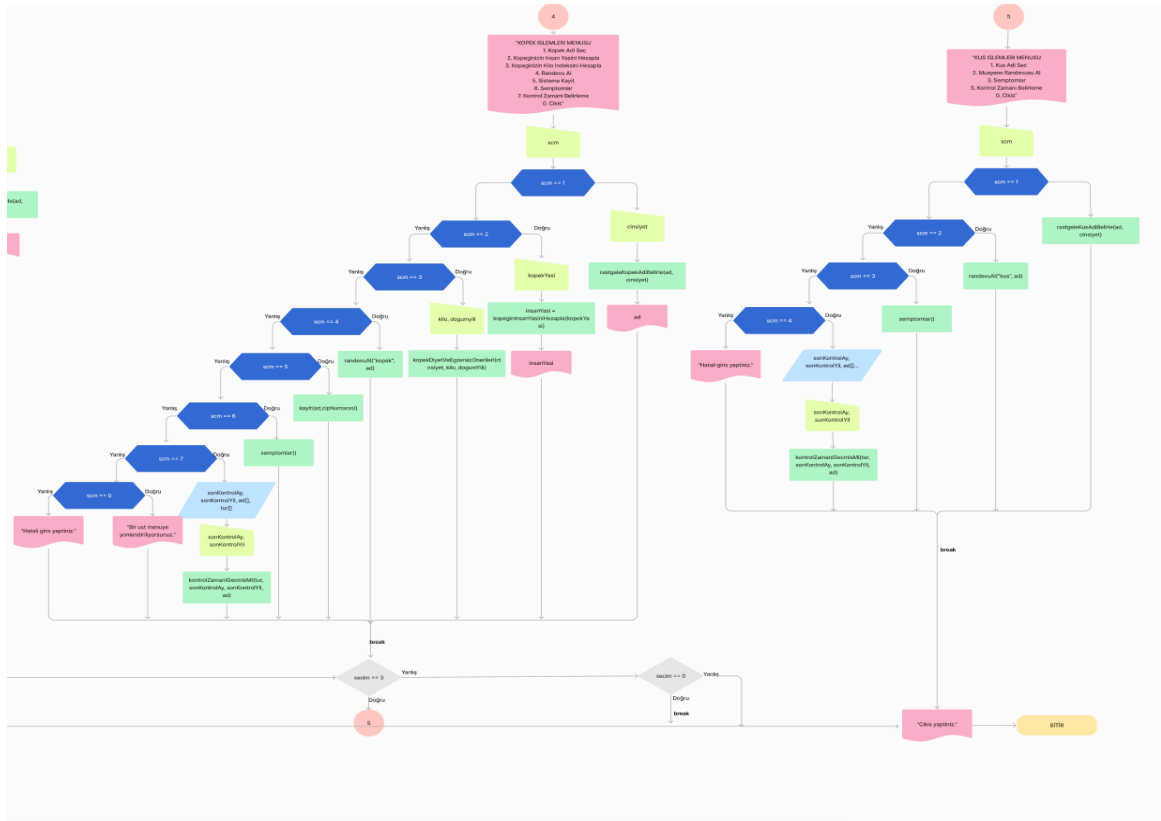 4
"KOPEK ISLEMLERI MENUSU
1. Kopek Adi Sec
2. Kopeginizin Insan Yasini Hesapla
3. Kopeginizin Kilo Indeksini Hesapla
4. Randevu Al
5. Sisteme Kayit
6. Semptomlar
7. Kontrol Zamani Belirleme
0. Cikis"
scm
scm == 1
cinsiyet
rastgeleKopekAdiBelirle(ad,
cinsiyet)
ad
scm == 2
Yanlış
Doğru
kopekYasi
insanYasi =
kopeginInsanYasiniHesapla(kopekYa
si)
insanYasi
scm == 3
Yanlış
Doğru
kilo, dogumyili
kopekDiyetVeEgzersizOnerileri(ci
nsiyet, kilo, dogumYili)
scm == 4
Yanlış
Doğru
randevuAl("kopek",
ad)
scm == 5
Yanlış
Doğru
kayit(ad,cipNumarasi)
scm == 6
Yanlış
Doğru
semptomlar()
scm == 7
Yanlış
Doğru
sonKontrolAy,
sonKontrolYil, ad[],
tur[]
sonKontrolAy,
sonKontrolYil
kontrolZamaniGecmisMi(tur,
sonKontrolAy, sonKontrolYil,
ad)
scm == 0
Yanlış
Doğru
"Hatali giris yaptiniz."
"Bir ust menuye
yonlendiriliyorsunuz."
break
secim == 3
Yanlış
Doğru
5
secim == 0
Yanlış
Doğru
break
5
"KUS ISLEMLERI MENUSU
1. Kus Adi Sec
2. Muayene Randevusu Al
3. Semptomlar
5. Kontrol Zamani Belirleme
0. Cikis"
scm
scm == 1
rastgeleKusAdiBelirle(ad,
cinsiyet)
scm == 2
Yanlış
Doğru
randevuAl("kus", ad)
scm == 3
Yanlış
Doğru
semptomlar()
scm == 4
Yanlış
Doğru
"Hatali giris yaptiniz."
sonKontrolAy,
sonKontrolYil, ad[]...
sonKontrolAy,
sonKontrolYil
kontrolZamaniGecmisMi(tur,
sonKontrolAy, sonKontrolYil,
ad)
break
"Cikis yaptiniz."
BİTİR